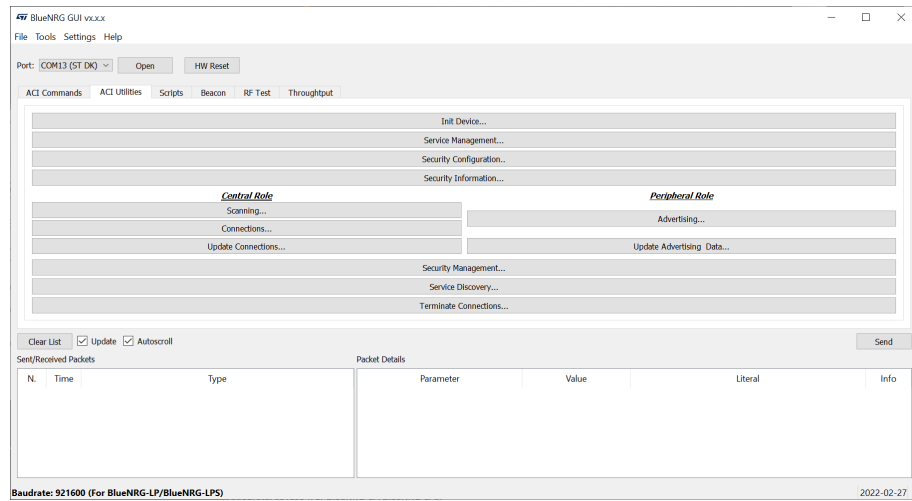 BlueNRG GUI vx.x.x
File Tools Settings Help
Port: COM13 (ST DK) Open HW Reset
ACI Commands ACI Utilities Scripts Beacon RF Test Throughtput
Init Device...
Service Management...
Security Configuration..
Security Information...
Central Role Peripheral Role
Scanning...
Advertising...
Connections...
Update Connections... Update Advertising Data...
Security Management...
Service Discovery...
Terminate Connections...
Clear List Update Autoscroll Send
Sent/Received Packets Packet Details
N. Time Type Parameter Value Literal Info
Baudrate: 921600 (For BlueNRG-LP/BlueNRG-LPS) 2022-02-27